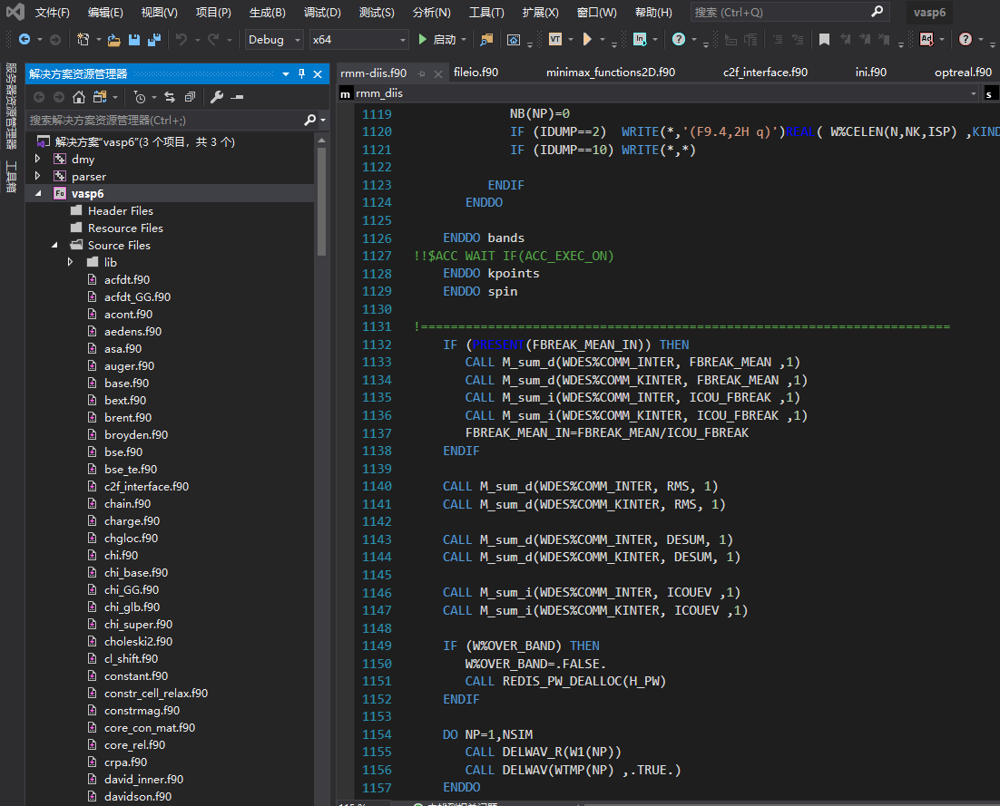 文件(F) 编辑(E) 视图(V) 项目(P) 生成(B) 调试(D) 测试(S) 分析(N) 工具(T) 扩展(X) 窗口(W) 帮助(H) 搜索 (Ctrl+Q) vasp6
Debug x64 启动
服务器资源管理器
工具箱
解决方案资源管理器
搜索解决方案资源管理器(Ctrl+;)
解决方案"vasp6"(3 个项目，共 3 个)
dmy
parser
vasp6
Header Files
Resource Files
Source Files
lib
acfdt.f90
acfdt_GG.f90
acont.f90
aedens.f90
asa.f90
auger.f90
base.f90
bext.f90
brent.f90
broyden.f90
bse.f90
bse_te.f90
c2f_interface.f90
chain.f90
charge.f90
chgloc.f90
chi.f90
chi_base.f90
chi_GG.f90
chi_glb.f90
chi_super.f90
choleski2.f90
cl_shift.f90
constant.f90
constr_cell_relax.f90
constrmag.f90
core_con_mat.f90
core_rel.f90
crpa.f90
david_inner.f90
davidson.f90
rmm-diis.f90 fileio.f90 minimax_functions2D.f90 c2f_interface.f90 ini.f90 optreal.f90
rmm_diis
1119 NB(NP)=0
1120 IF (IDUMP==2) WRITE(*,'(F9.4,2H q)')REAL( W%CELEN(N,NK,ISP) ,KIND
1121 IF (IDUMP==10) WRITE(*,*)
1122
1123 ENDIF
1124 ENDDO
1125
1126 ENDDO bands
1127 !!$ACC WAIT IF(ACC_EXEC_ON)
1128 ENDDO kpoints
1129 ENDDO spin
1130
1131 !=======================================================================
1132 IF (PRESENT(FBREAK_MEAN_IN)) THEN
1133 CALL M_sum_d(WDES%COMM_INTER, FBREAK_MEAN ,1)
1134 CALL M_sum_d(WDES%COMM_KINTER, FBREAK_MEAN ,1)
1135 CALL M_sum_i(WDES%COMM_INTER, ICOU_FBREAK ,1)
1136 CALL M_sum_i(WDES%COMM_KINTER, ICOU_FBREAK ,1)
1137 FBREAK_MEAN_IN=FBREAK_MEAN/ICOU_FBREAK
1138 ENDIF
1139
1140 CALL M_sum_d(WDES%COMM_INTER, RMS, 1)
1141 CALL M_sum_d(WDES%COMM_KINTER, RMS, 1)
1142
1143 CALL M_sum_d(WDES%COMM_INTER, DESUM, 1)
1144 CALL M_sum_d(WDES%COMM_KINTER, DESUM, 1)
1145
1146 CALL M_sum_i(WDES%COMM_INTER, ICOUEV ,1)
1147 CALL M_sum_i(WDES%COMM_KINTER, ICOUEV ,1)
1148
1149 IF (W%OVER_BAND) THEN
1150 W%OVER_BAND=.FALSE.
1151 CALL REDIS_PW_DEALLOC(H_PW)
1152 ENDIF
1153
1154 DO NP=1,NSIM
1155 CALL DELWAV_R(W1(NP))
1156 CALL DELWAV(WTMP(NP) ,.TRUE.)
1157 ENDDO